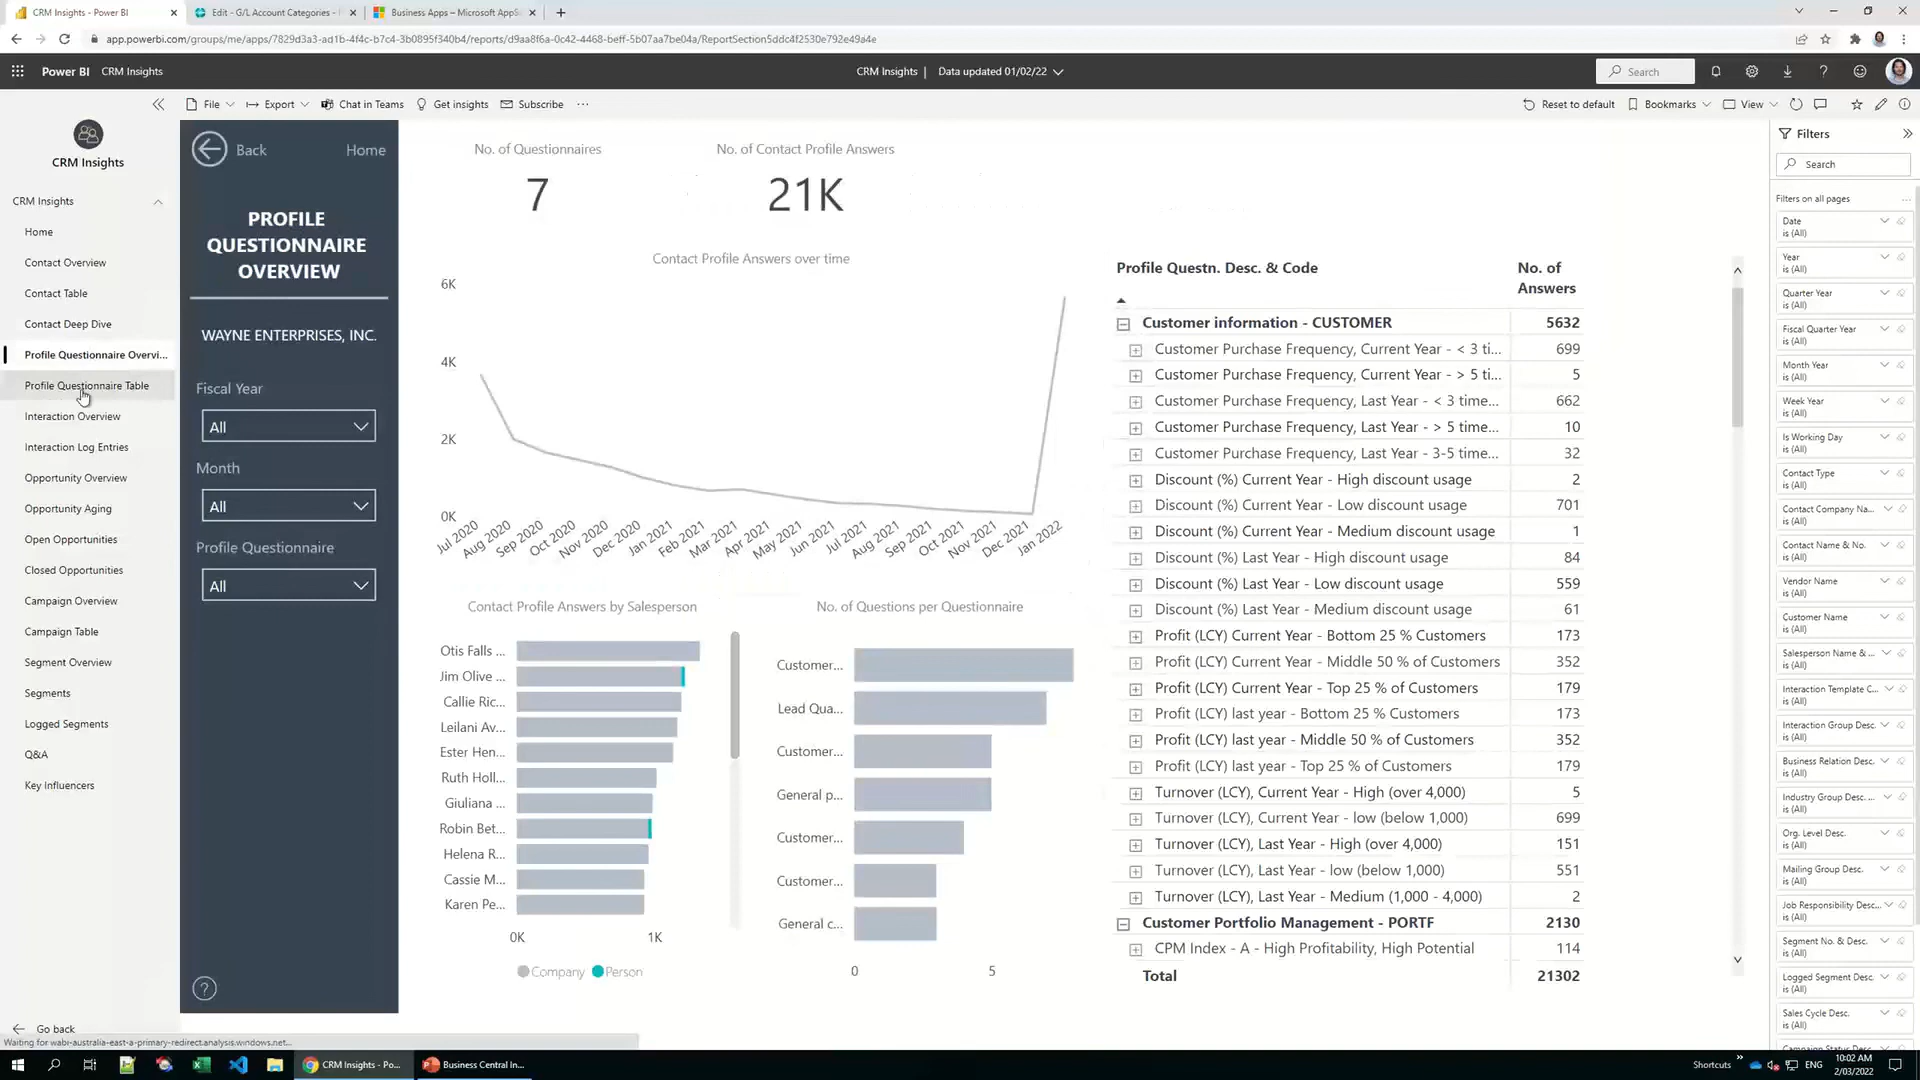 CRM Insights - Power BI
Edit - G/L Account Categories -
Business Apps – Microsoft AppS
app.powerbi.com/groups/me/apps/7829d3a3-ad1b-4f4c-b7c4-3b0895f340b4/reports/d9aa8f6a-0c42-4468-beff-5b07aa7be04a/ReportSection5ddc4f2530e792e49a4e
Power BI CRM Insights
CRM Insights | Data updated 01/02/22
Search
File Export Chat in Teams Get insights Subscribe ...
Reset to default Bookmarks View
CRM Insights
CRM Insights
Home
Contact Overview
Contact Table
Contact Deep Dive
Profile Questionnaire Overvi...
Profile Questionnaire Table
Interaction Overview
Interaction Log Entries
Opportunity Overview
Opportunity Aging
Open Opportunities
Closed Opportunities
Campaign Overview
Campaign Table
Segment Overview
Segments
Logged Segments
Q&A
Key Influencers
Go back
Back Home
PROFILE
QUESTIONNAIRE
OVERVIEW
WAYNE ENTERPRISES, INC.
Fiscal Year
All
Month
All
Profile Questionnaire
All
?
No. of Questionnaires
7
No. of Contact Profile Answers
21K
Contact Profile Answers over time
6K
4K
2K
0K
Jul 2020 Aug 2020 Sep 2020 Oct 2020 Nov 2020 Dec 2020 Jan 2021 Feb 2021 Mar 2021 Apr 2021 May 2021 Jun 2021 Jul 2021 Aug 2021 Sep 2021 Oct 2021 Nov 2021 Dec 2021 Jan 2022
Contact Profile Answers by Salesperson
Otis Falls ...
Jim Olive ...
Callie Ric...
Leilani Av...
Ester Hen...
Ruth Holl...
Giuliana ...
Robin Bet...
Helena R...
Cassie M...
Karen Pe...
0K 1K
Company Person
No. of Questions per Questionnaire
Customer...
Lead Qua...
Customer...
General p...
Customer...
Customer...
General c...
0 5
Profile Questn. Desc. & Code No. of
Answers
Customer information - CUSTOMER 5632
Customer Purchase Frequency, Current Year - < 3 ti... 699
Customer Purchase Frequency, Current Year - > 5 ti... 5
Customer Purchase Frequency, Last Year - < 3 time... 662
Customer Purchase Frequency, Last Year - > 5 time... 10
Customer Purchase Frequency, Last Year - 3-5 time... 32
Discount (%) Current Year - High discount usage 2
Discount (%) Current Year - Low discount usage 701
Discount (%) Current Year - Medium discount usage 1
Discount (%) Last Year - High discount usage 84
Discount (%) Last Year - Low discount usage 559
Discount (%) Last Year - Medium discount usage 61
Profit (LCY) Current Year - Bottom 25 % Customers 173
Profit (LCY) Current Year - Middle 50 % of Customers 352
Profit (LCY) Current Year - Top 25 % of Customers 179
Profit (LCY) last year - Bottom 25 % Customers 173
Profit (LCY) last year - Middle 50 % of Customers 352
Profit (LCY) last year - Top 25 % of Customers 179
Turnover (LCY), Current Year - High (over 4,000) 5
Turnover (LCY), Current Year - low (below 1,000) 699
Turnover (LCY), Last Year - High (over 4,000) 151
Turnover (LCY), Last Year - low (below 1,000) 551
Turnover (LCY), Last Year - Medium (1,000 - 4,000) 2
Customer Portfolio Management - PORTF 2130
CPM Index - A - High Profitability, High Potential 114
Total 21302
Filters
Search
Filters on all pages ...
Date
is (All)
Year
is (All)
Quarter Year
is (All)
Fiscal Quarter Year
is (All)
Month Year
is (All)
Week Year
is (All)
Is Working Day
is (All)
Contact Type
is (All)
Contact Company Na...
is (All)
Contact Name & No.
is (All)
Vendor Name
is (All)
Customer Name
is (All)
Salesperson Name & ...
is (All)
Interaction Template C...
is (All)
Interaction Group Desc.
is (All)
Business Relation Desc.
is (All)
Industry Group Desc. ...
is (All)
Org. Level Desc.
is (All)
Mailing Group Desc.
is (All)
Job Responsibility Desc...
is (All)
Segment No. & Desc.
is (All)
Logged Segment Desc.
is (All)
Sales Cycle Desc.
is (All)
Campaign Status Desc.
Waiting for wabi-australia-east-a-primary-redirect.analysis.windows.net...
CRM Insights - Po...
Business Central In...
Shortcuts
ENG
10:02 AM
2/03/2022